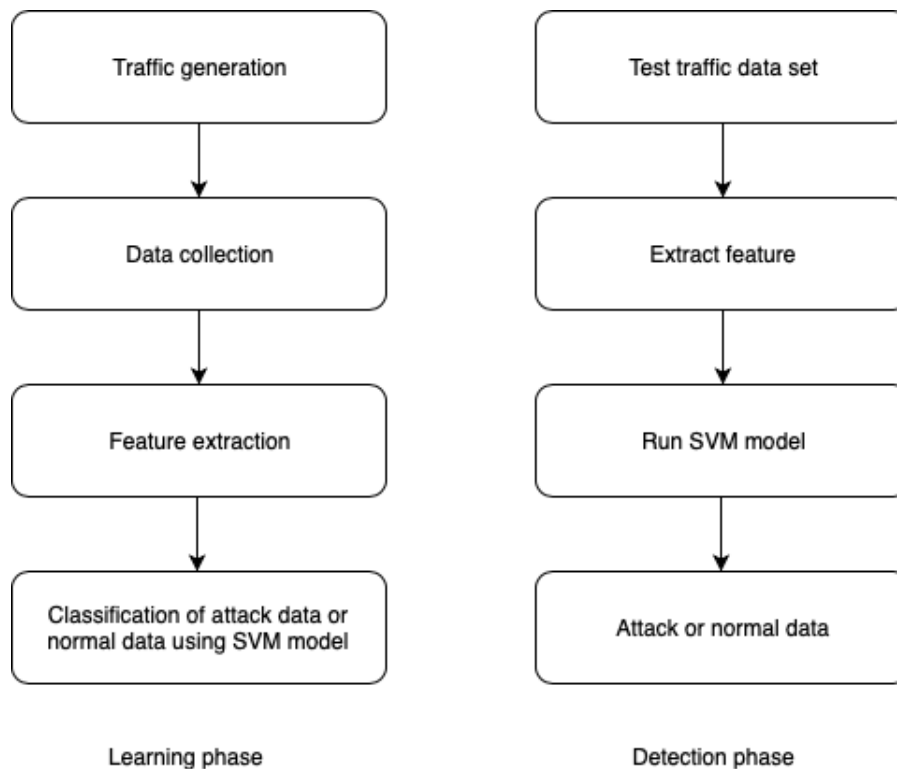 Traffic generation
Data collection
Feature extraction
Classification of attack data or
normal data using SVM model
Learning phase
Test traffic data set
Extract feature
Run SVM model
Attack or normal data
Detection phase